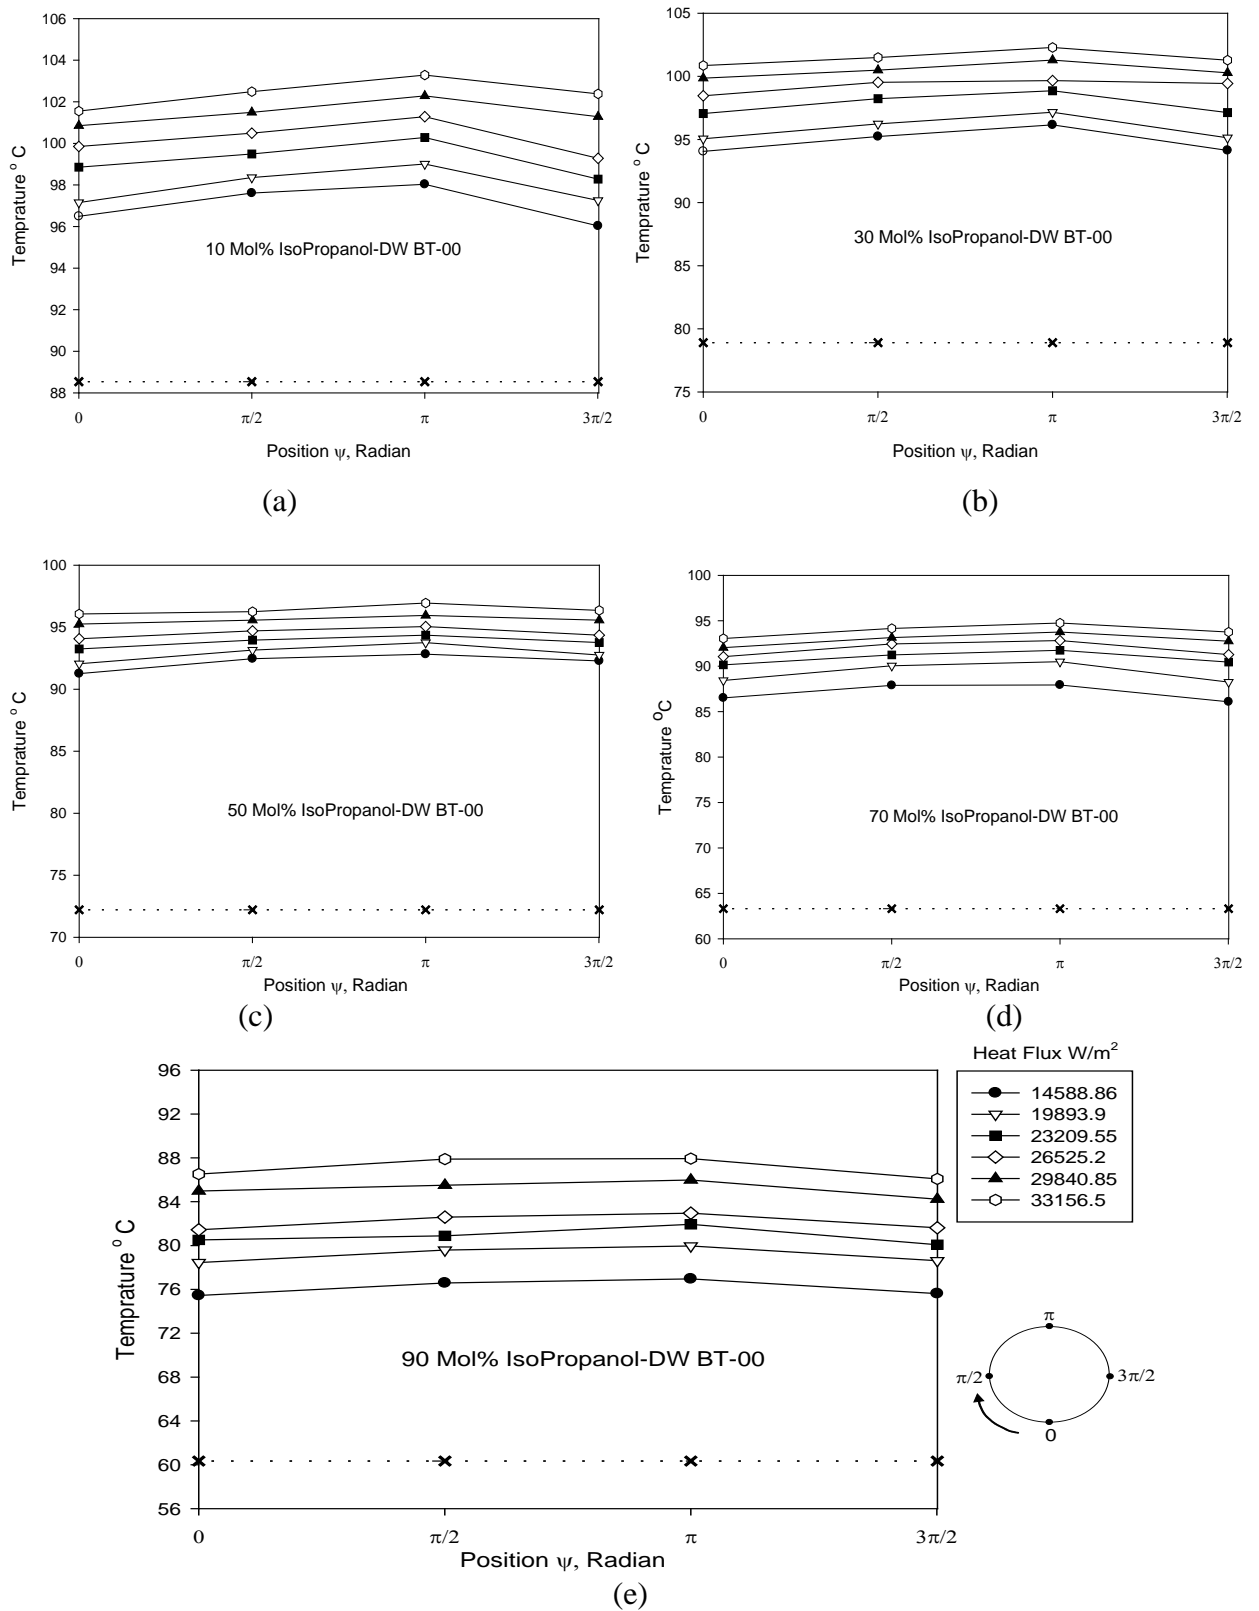 106
104
102
100
98
96
94
92
90
88
Temprature ° C
10 Mol% IsoPropanol-DW BT-00
0
π/2
π
3π/2
Position ψ, Radian
(a)
105
100
95
90
85
80
75
Temprature ° C
30 Mol% IsoPropanol-DW BT-00
0
π/2
π
3π/2
Position ψ, Radian
(b)
100
95
90
85
80
75
70
Temprature ° C
50 Mol% IsoPropanol-DW BT-00
0
π/2
π
3π/2
Position ψ, Radian
(c)
100
95
90
85
80
75
70
65
60
Temprature °C
70 Mol% IsoPropanol-DW BT-00
0
π/2
π
3π/2
Position ψ, Radian
(d)
96
92
88
84
80
76
72
68
64
60
56
Temprature ° C
90 Mol% IsoPropanol-DW BT-00
0
π/2
π
3π/2
Position ψ, Radian
(e)
Heat Flux W/m²
14588.86
19893.9
23209.55
26525.2
29840.85
33156.5
π
π/2
3π/2
0